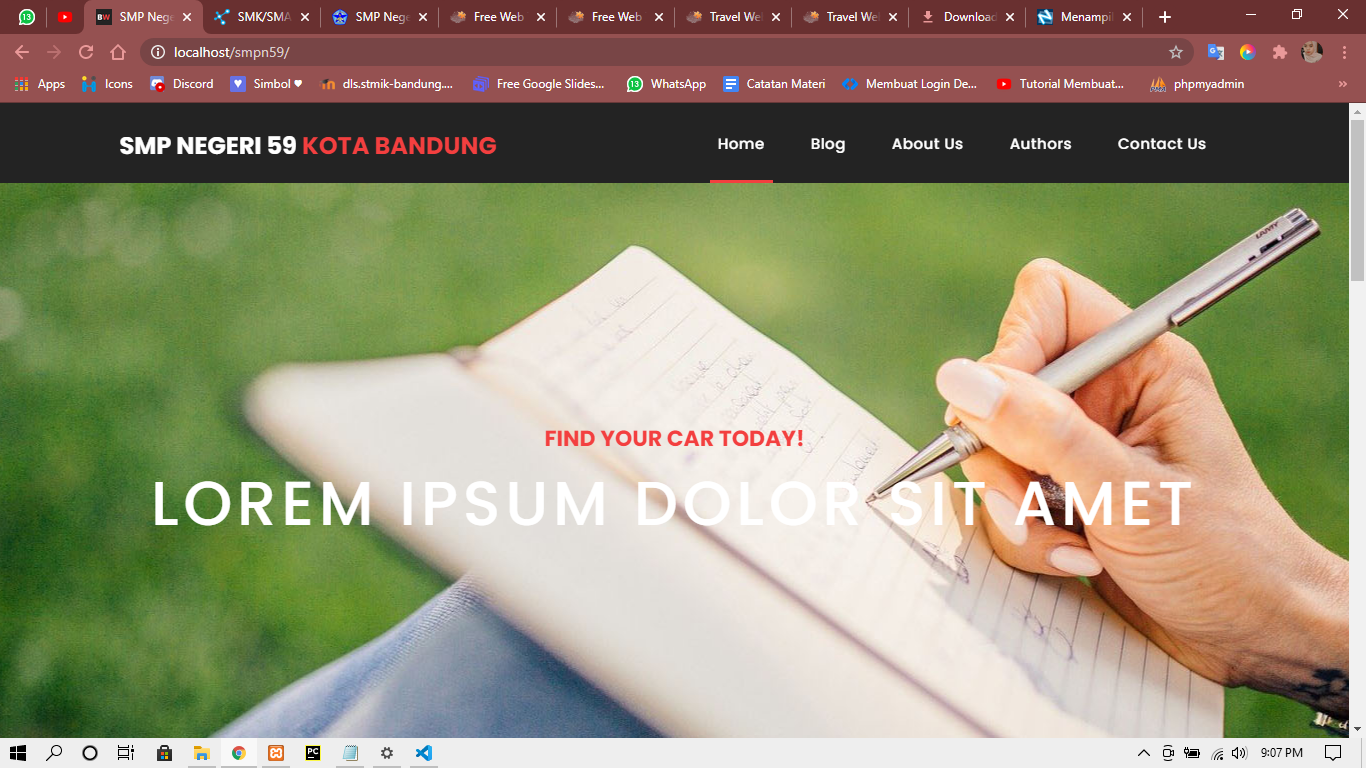 SMP Nege
SMK/SMA
SMP Nege
Free Web
Free Web
Travel We
Travel We
Download
Menampil
localhost/smpn59/
Apps
Icons
Discord
Simbol ♥
dls.stmik-bandung....
Free Google Slides...
WhatsApp
Catatan Materi
Membuat Login De...
Tutorial Membuat...
phpmyadmin
SMP NEGERI 59 KOTA BANDUNG
Home
Blog
About Us
Authors
Contact Us
LAMY
FIND YOUR CAR TODAY!
LOREM IPSUM DOLOR SIT AMET
9:07 PM